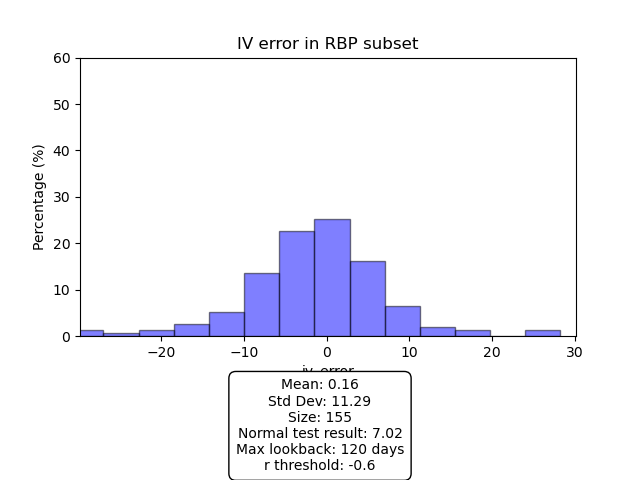 IV error in RBP subset
60
50
40
30
20
10
0
Percentage (%)
−20
−10
0
10
20
30
iv_error
Mean: 0.16
Std Dev: 11.29
Size: 155
Normal test result: 7.02
Max lookback: 120 days
r threshold: -0.6